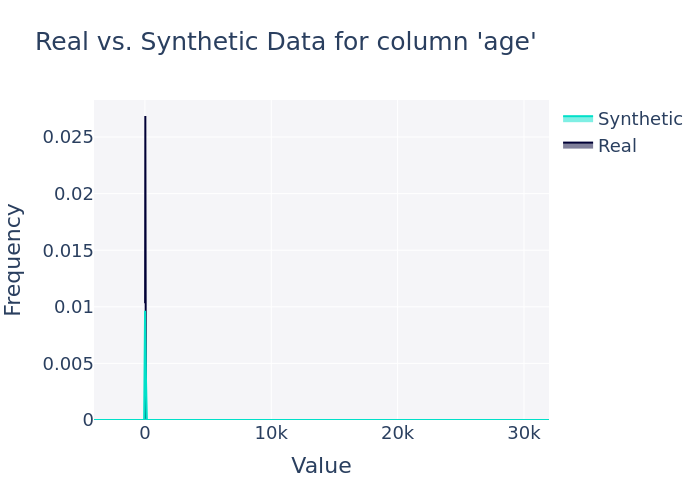 Real vs. Synthetic Data for column 'age'
Synthetic
Real
Frequency
0.025
0.02
0.015
0.01
0.005
0
0 10k 20k 30k
Value